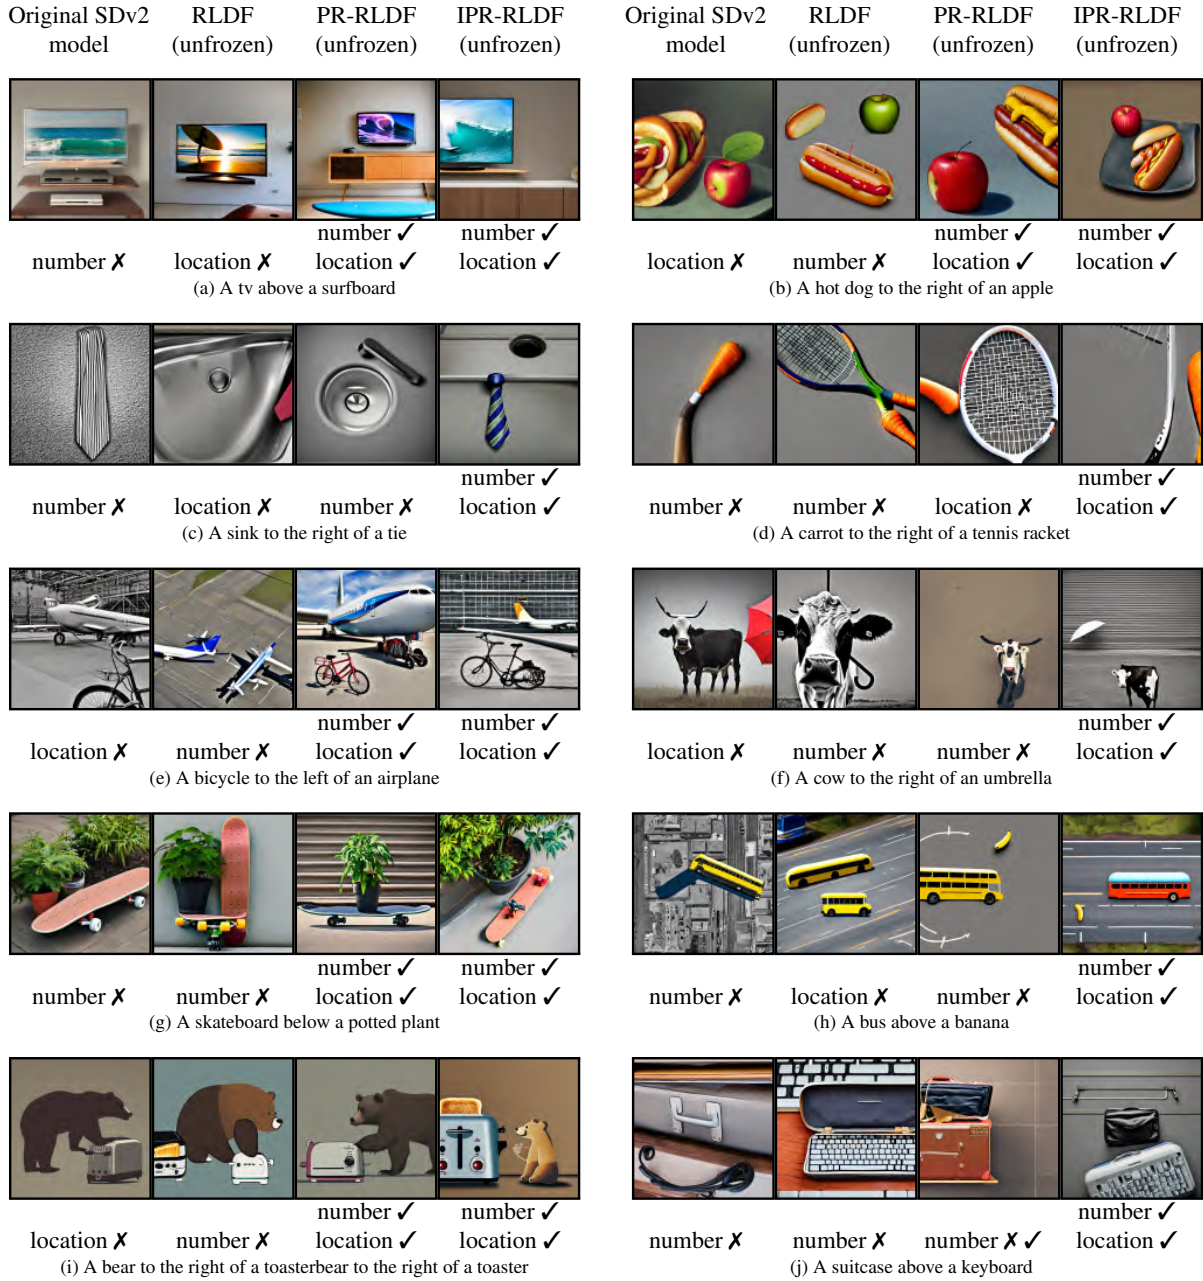 Original SDv2 model
RLDF (unfrozen)
PR-RLDF (unfrozen)
IPR-RLDF (unfrozen)
Original SDv2 model
RLDF (unfrozen)
PR-RLDF (unfrozen)
IPR-RLDF (unfrozen)
number ✓ number ✓
number ✗ location ✗ location ✓ location ✓
(a) A tv above a surfboard
number ✓ number ✓
location ✗ number ✗ location ✓ location ✓
(b) A hot dog to the right of an apple
number ✓
number ✗ location ✗ number ✗ location ✓
(c) A sink to the right of a tie
number ✓
number ✗ number ✗ location ✗ location ✓
(d) A carrot to the right of a tennis racket
number ✓ number ✓
location ✗ number ✗ location ✓ location ✓
(e) A bicycle to the left of an airplane
number ✓
location ✗ number ✗ number ✗ location ✓
(f) A cow to the right of an umbrella
number ✓ number ✓
number ✗ number ✗ location ✓ location ✓
(g) A skateboard below a potted plant
number ✓
number ✗ location ✗ number ✗ location ✓
(h) A bus above a banana
number ✓ number ✓
location ✗ number ✗ location ✓ location ✓
(i) A bear to the right of a toasterbear to the right of a toaster
number ✓
number ✗ number ✗ number ✗ ✓ location ✓
(j) A suitcase above a keyboard